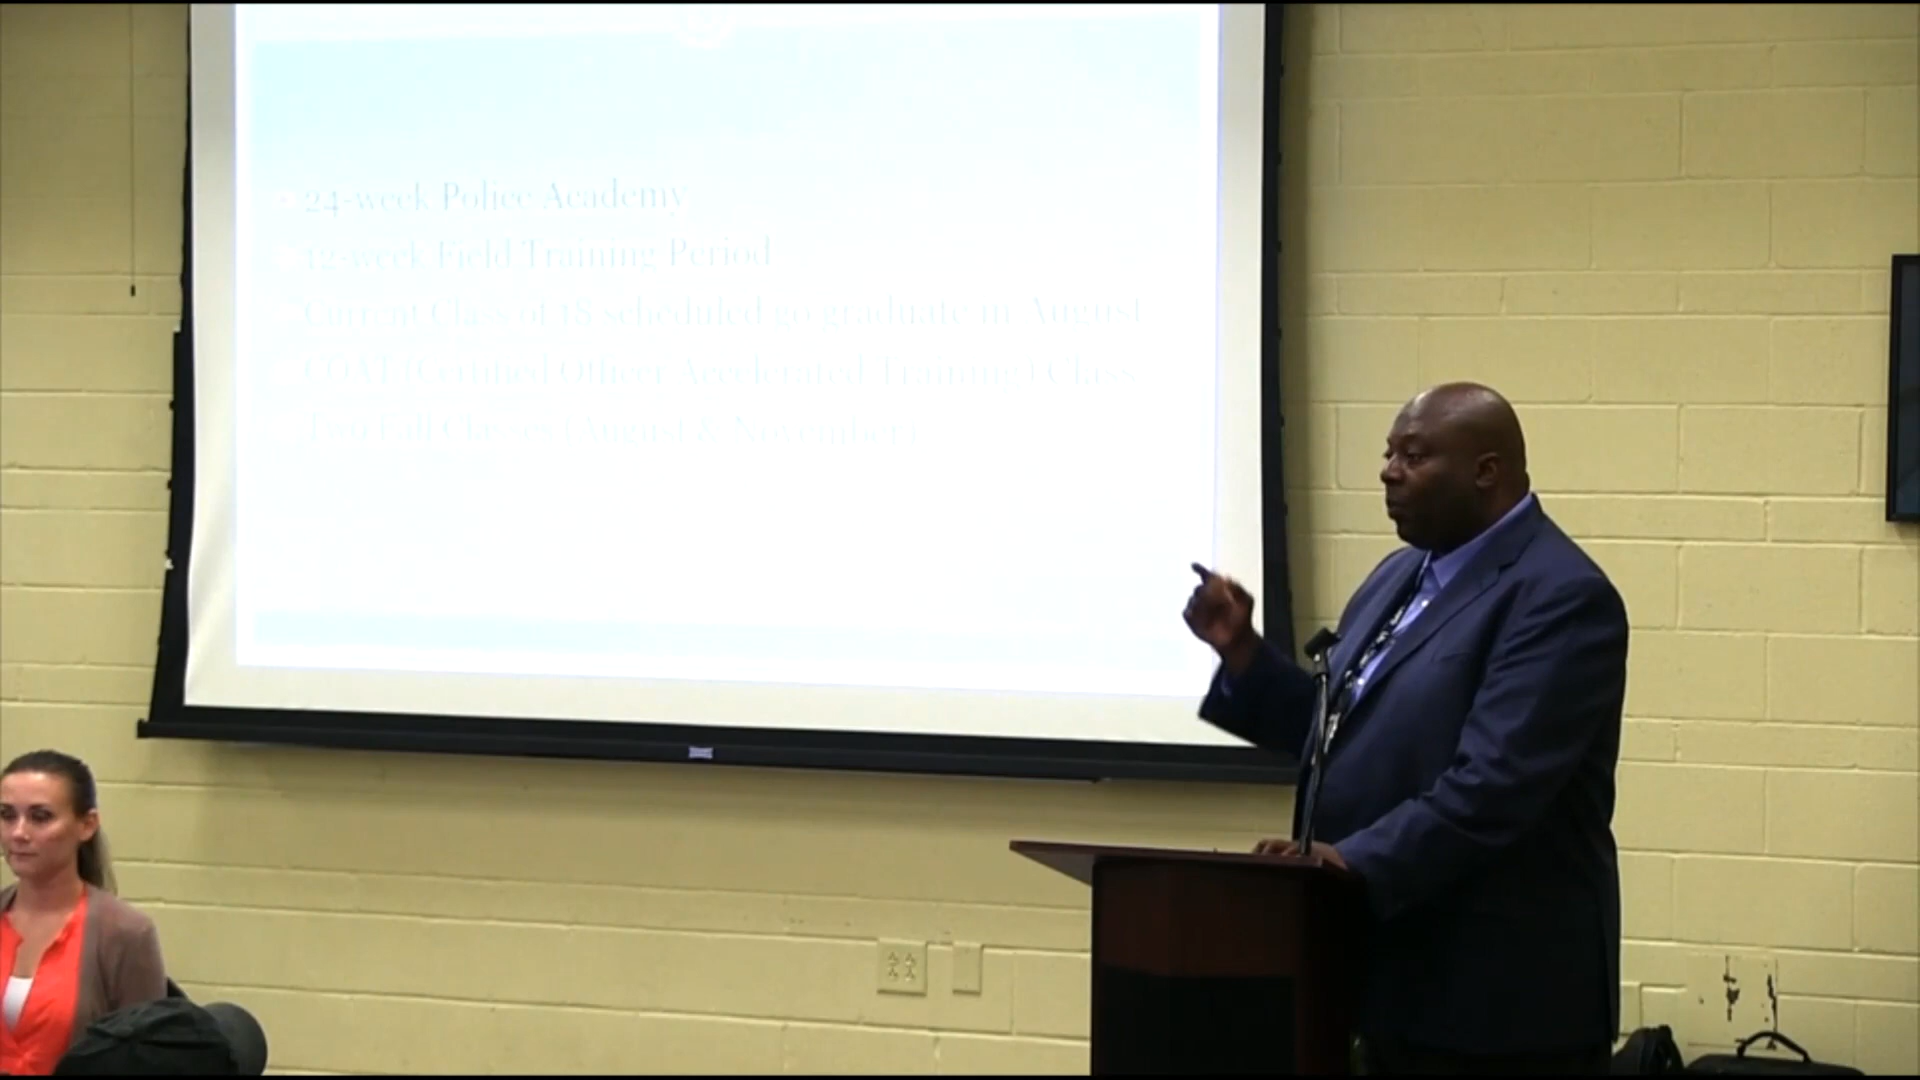 24-week Police Academy
12-week Field Training Period
Current Class of 18 scheduled go graduate in August
COAT (Certified Officer Accelerated Training) Class
Two Fall Classes (August & November)